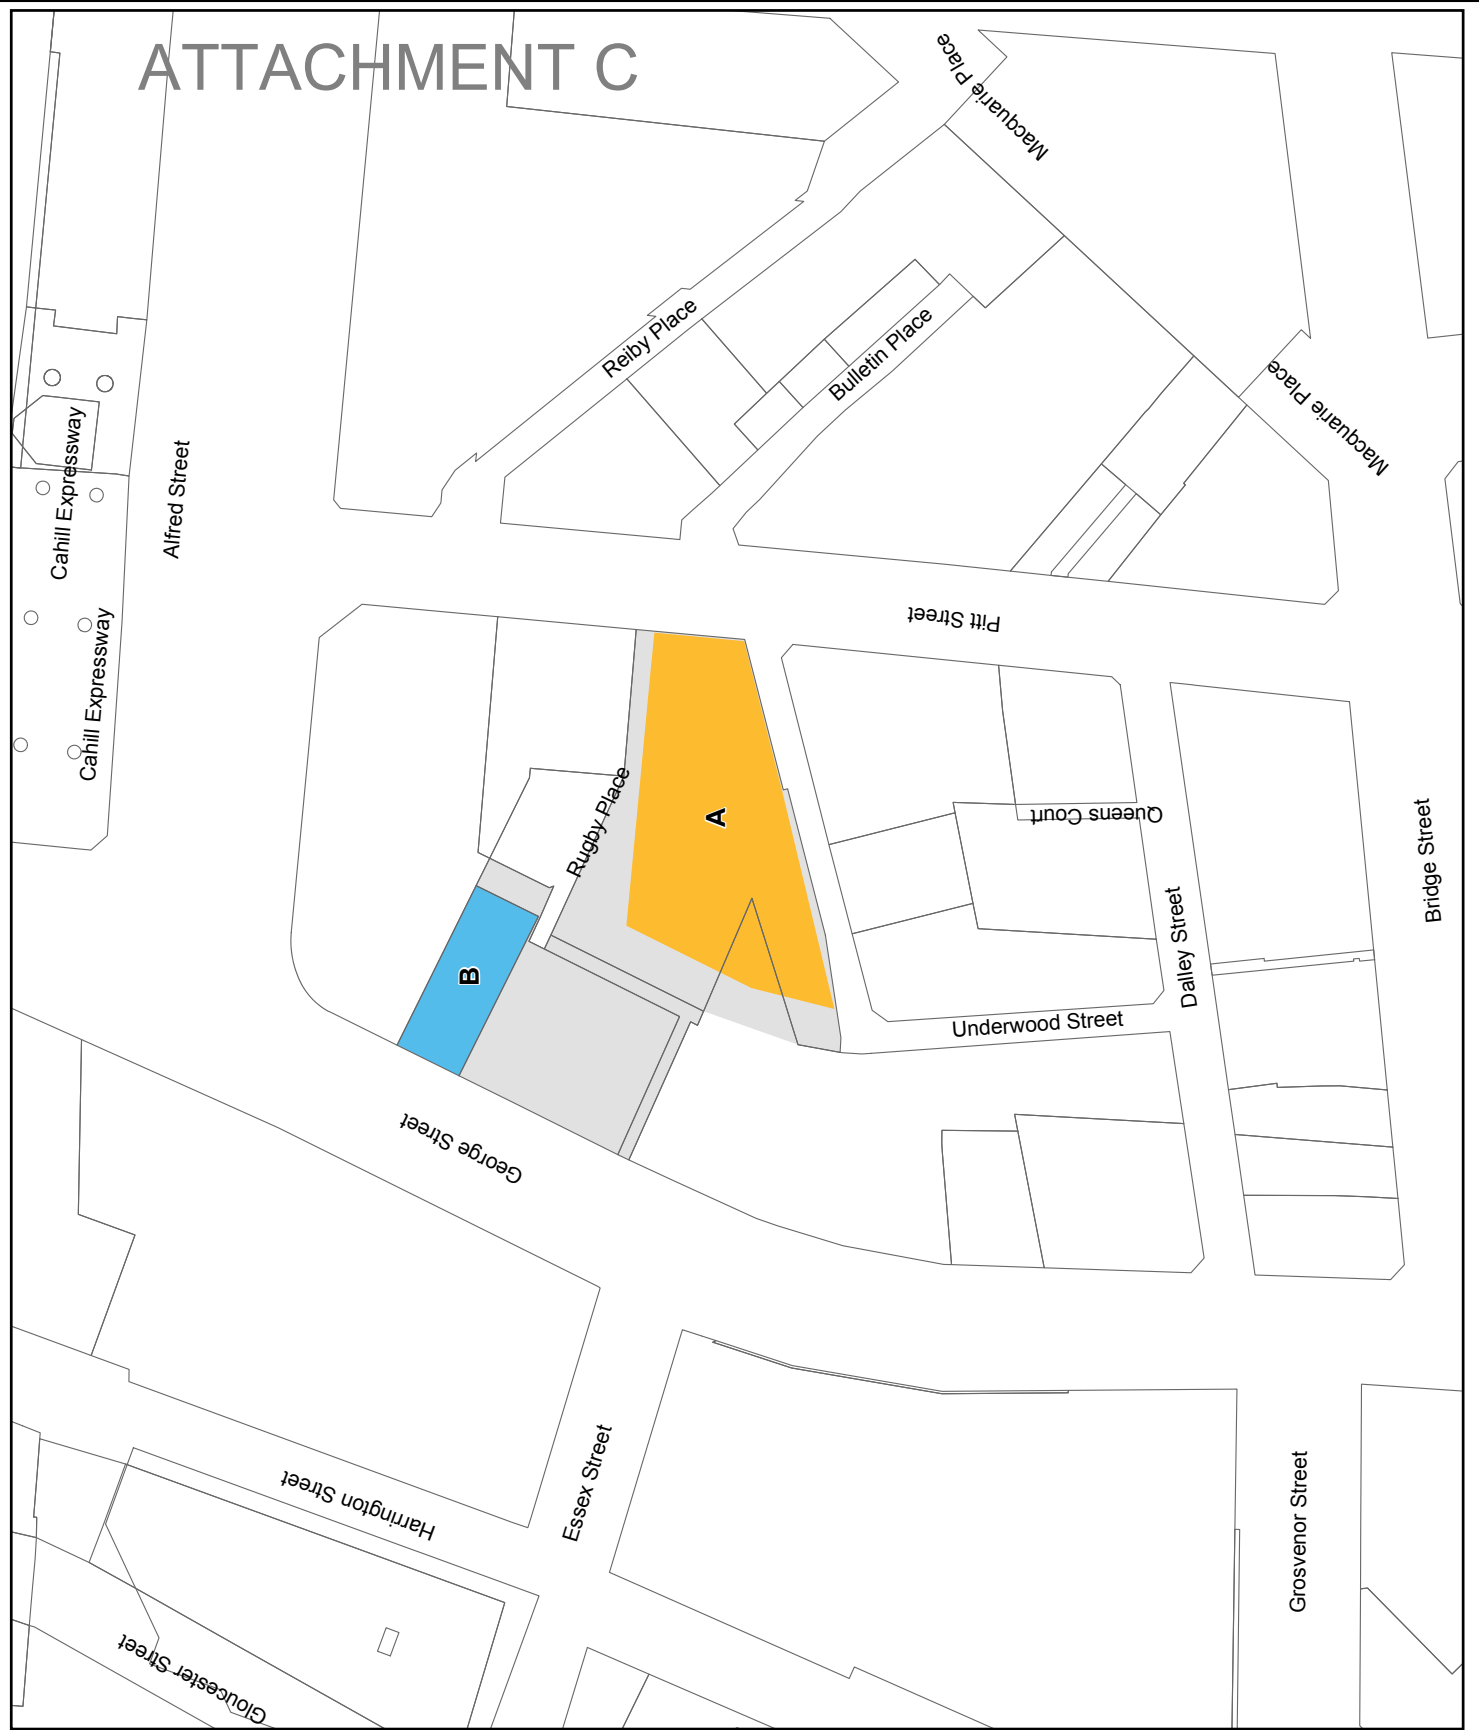 ATTACHMENT C
Macquarie Place
Reiby Place
Bulletin Place
Macquarie Place
Cahill Expressway
Alfred Street
Cahill Expressway
Pitt Street
Rugby Place
A
Queens Court
Bridge Street
B
Dalley Street
Underwood Street
George Street
Harrington Street
Essex Street
Grosvenor Street
Gloucester Street